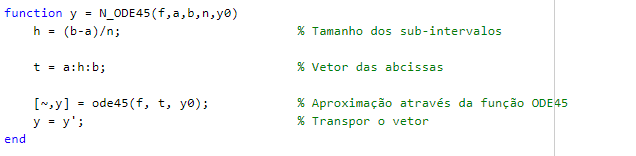 function y = N_ODE45(f,a,b,n,y0)
h = (b-a)/n; % Tamanho dos sub-intervalos
t = a:h:b; % Vetor das abcissas
[~,y] = ode45(f, t, y0); % Aproximação através da função ODE45
y = y'; % Transpor o vetor
end